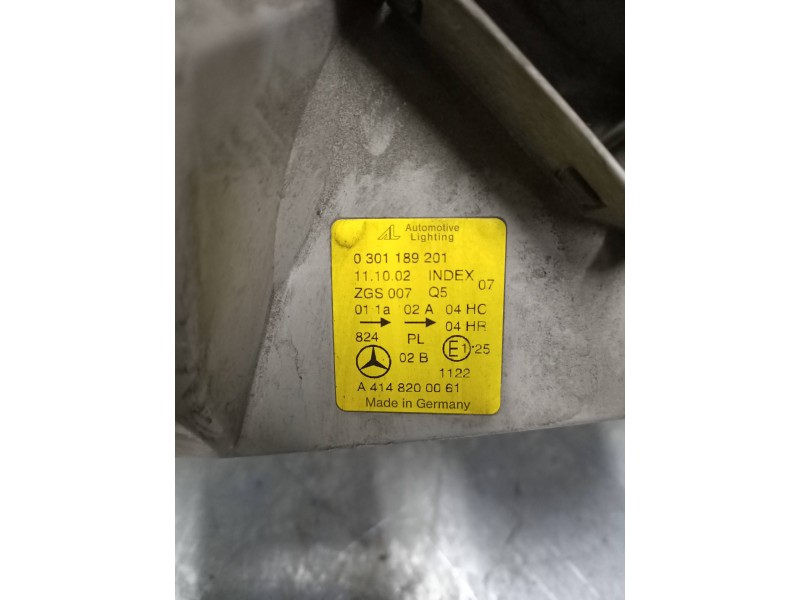 AL Automotive
Lighting
0 301 189 201
11.10.02 INDEX 07
ZGS 007 Q5
01 1a 02 A 04 HC
→ → 04 HR
824 PL
02 B E1 25
1122
A 414 820 00 61
Made in Germany